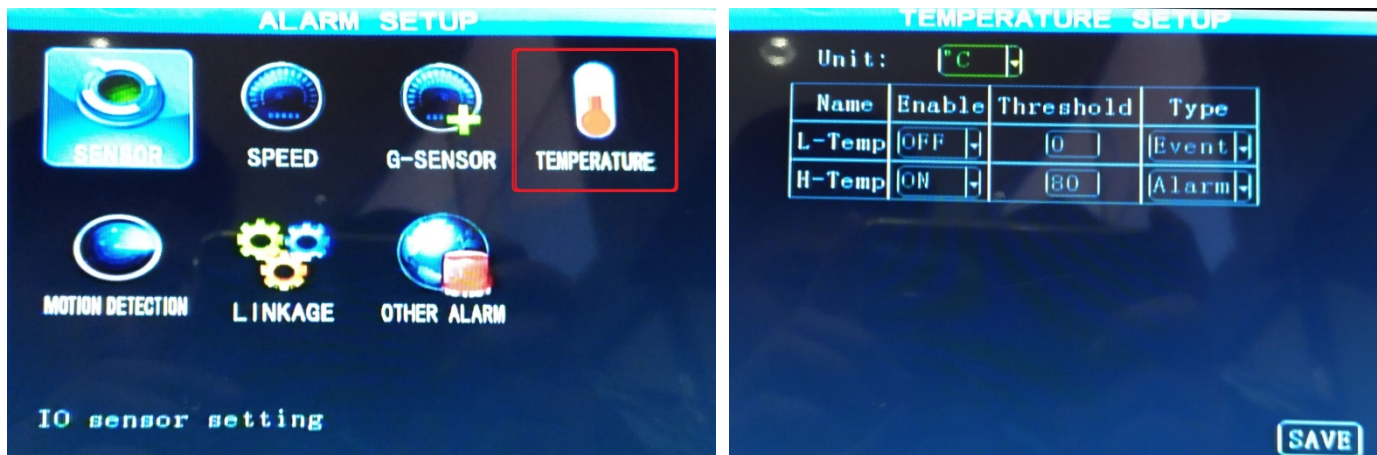 ALARM SETUP
SENSOR
SPEED
G-SENSOR
TEMPERATURE
MOTION DETECTION
LINKAGE
OTHER ALARM
IO sensor setting
TEMPERATURE SETUP
Unit: °C
Name Enable Threshold Type
L-Temp OFF 0 Event
H-Temp ON 80 Alarm
SAVE